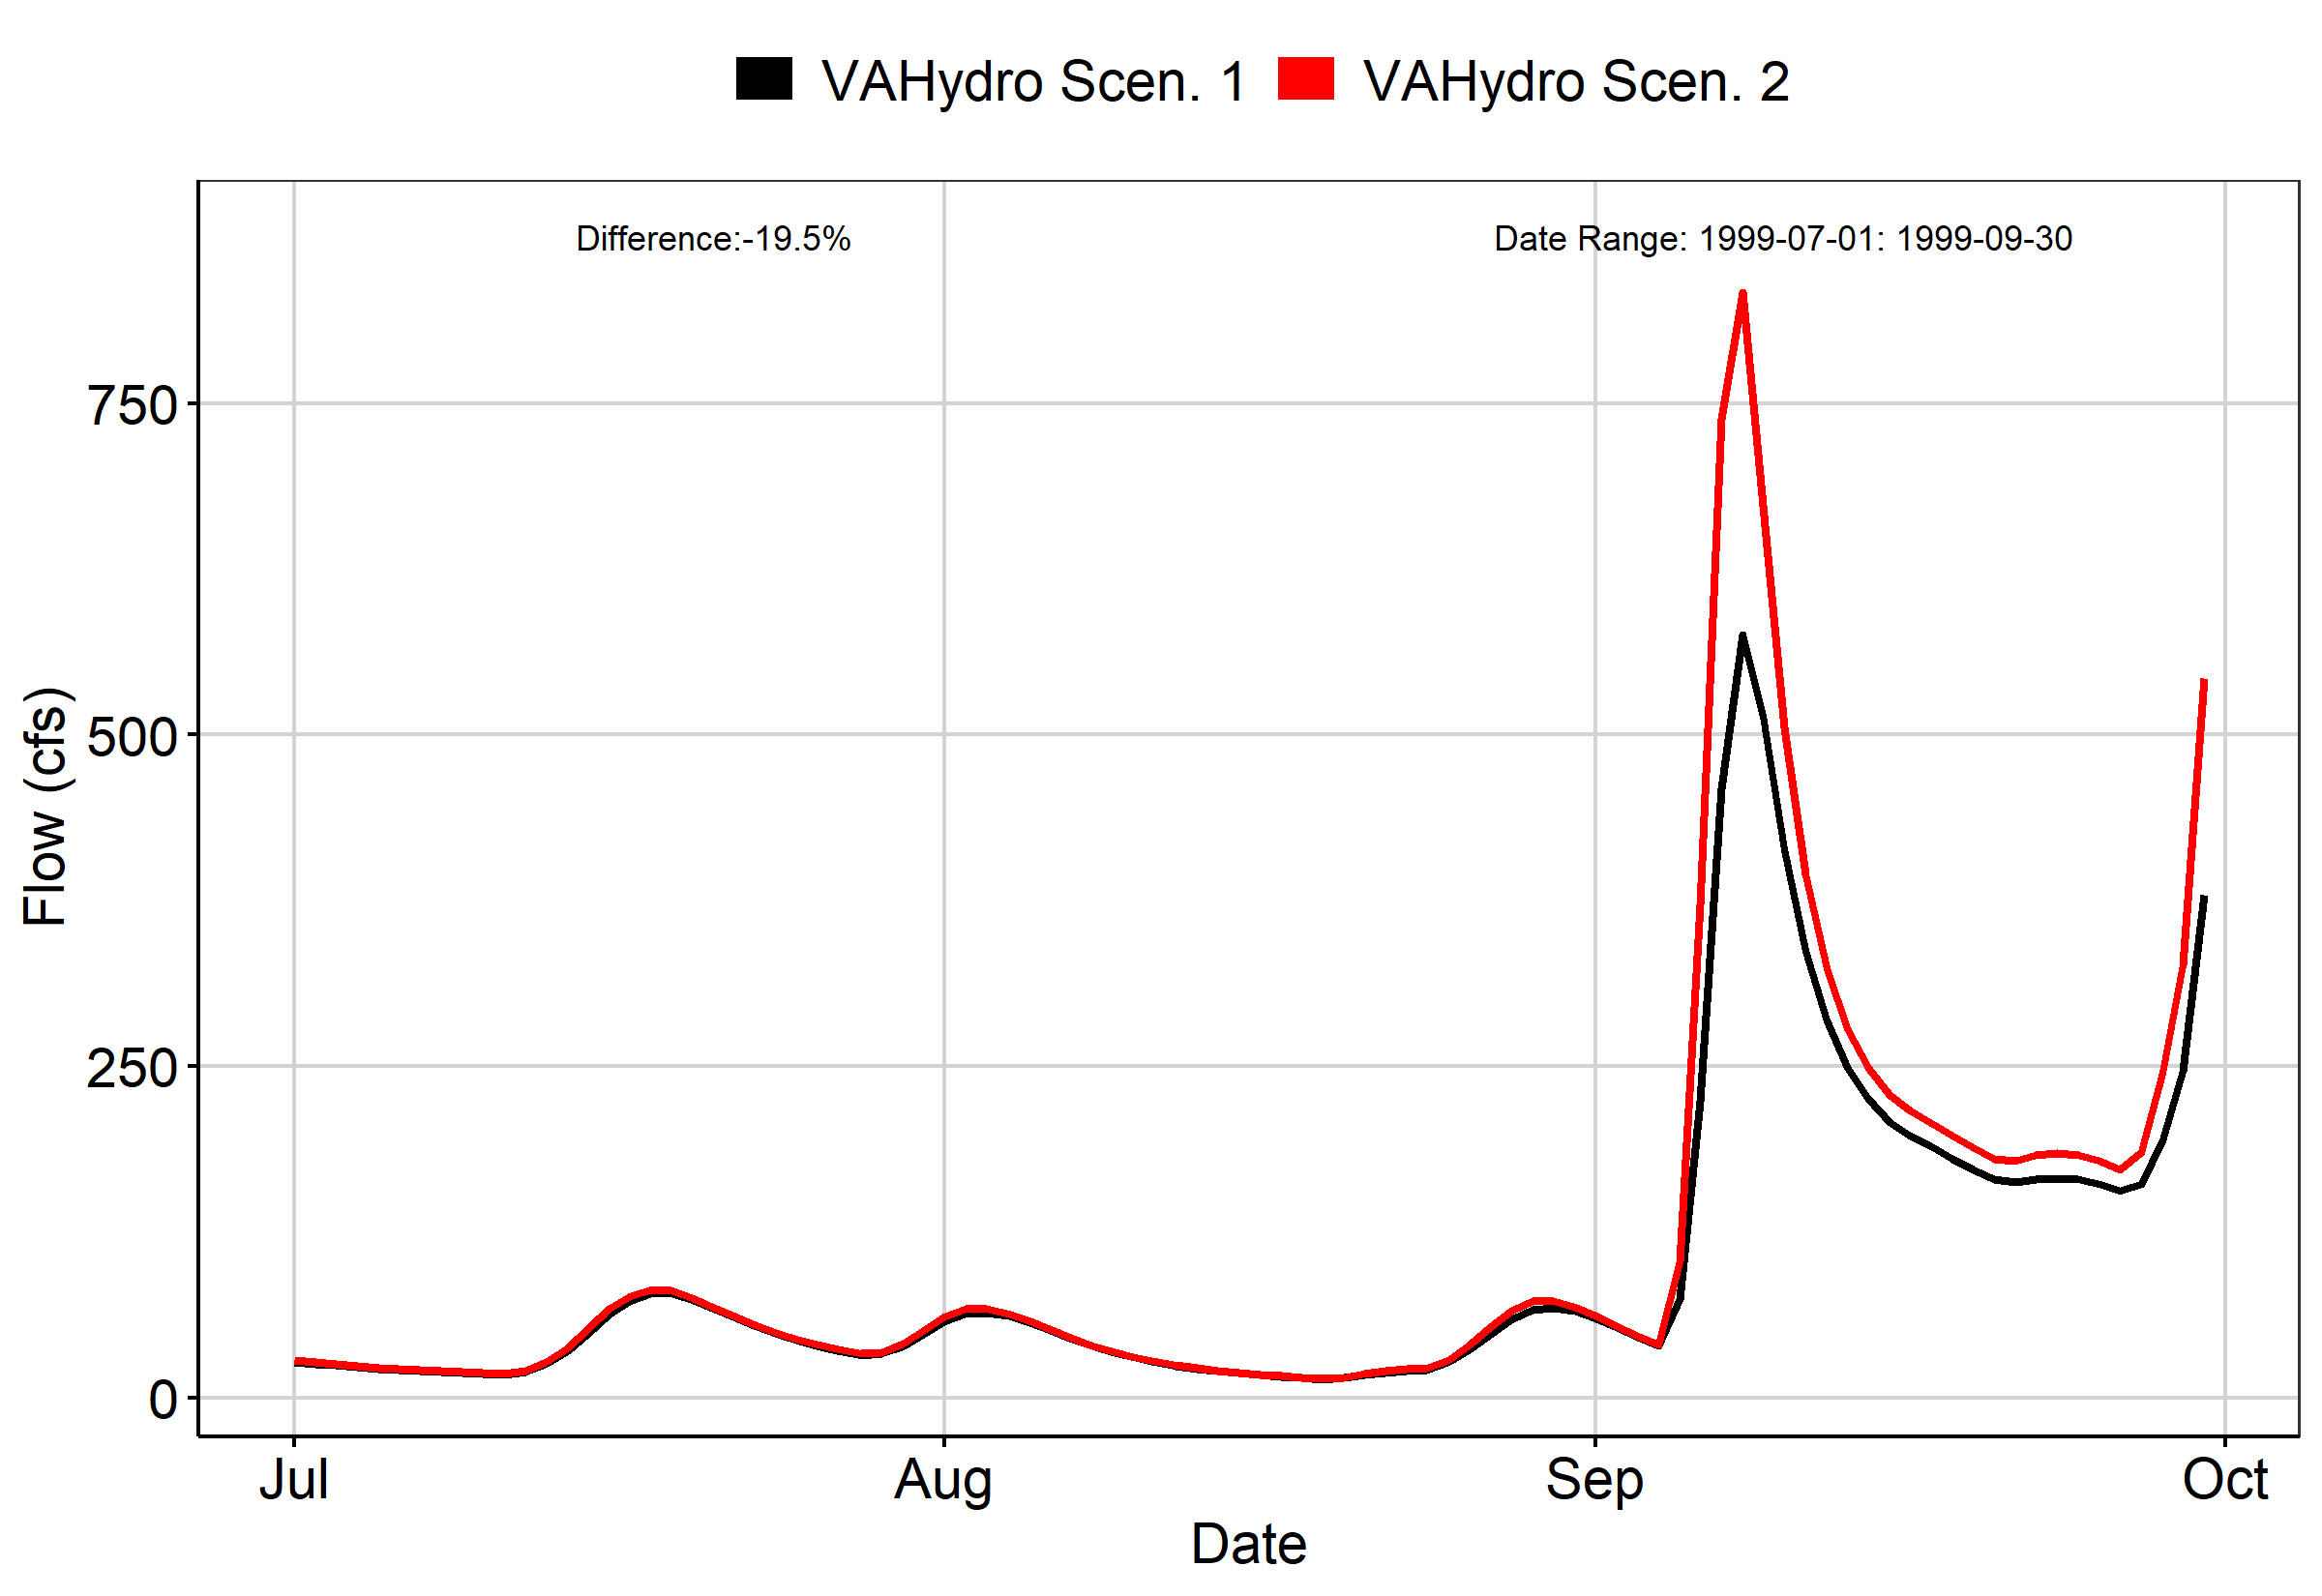 VAHydro Scen. 1 VAHydro Scen. 2
Difference:-19.5% Date Range: 1999-07-01: 1999-09-30
750
500
250
0
Flow (cfs)
Jul Aug Sep Oct
Date